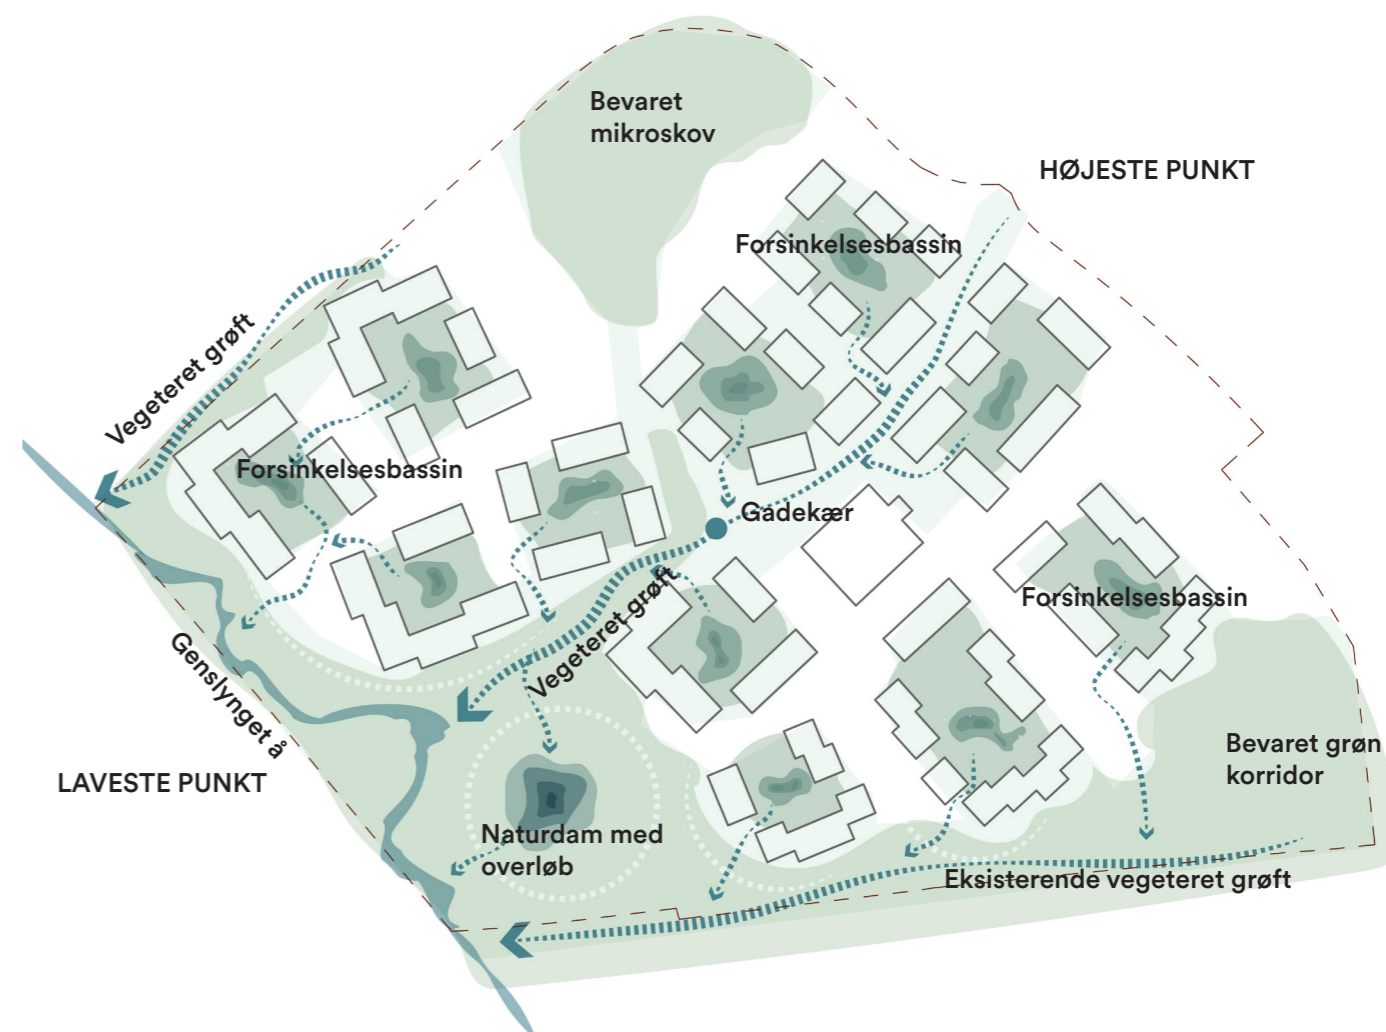 Bevaret
mikroskov
HØJESTE PUNKT
Forsinkelsesbassin
Vegeteret grøft
Forsinkelsesbassin
Gadekær
Forsinkelsesbassin
Vegeteret grøft
Genslynget å
Bevaret grøn
korridor
LAVESTE PUNKT
Naturdam med
overløb
Eksisterende vegeteret grøft